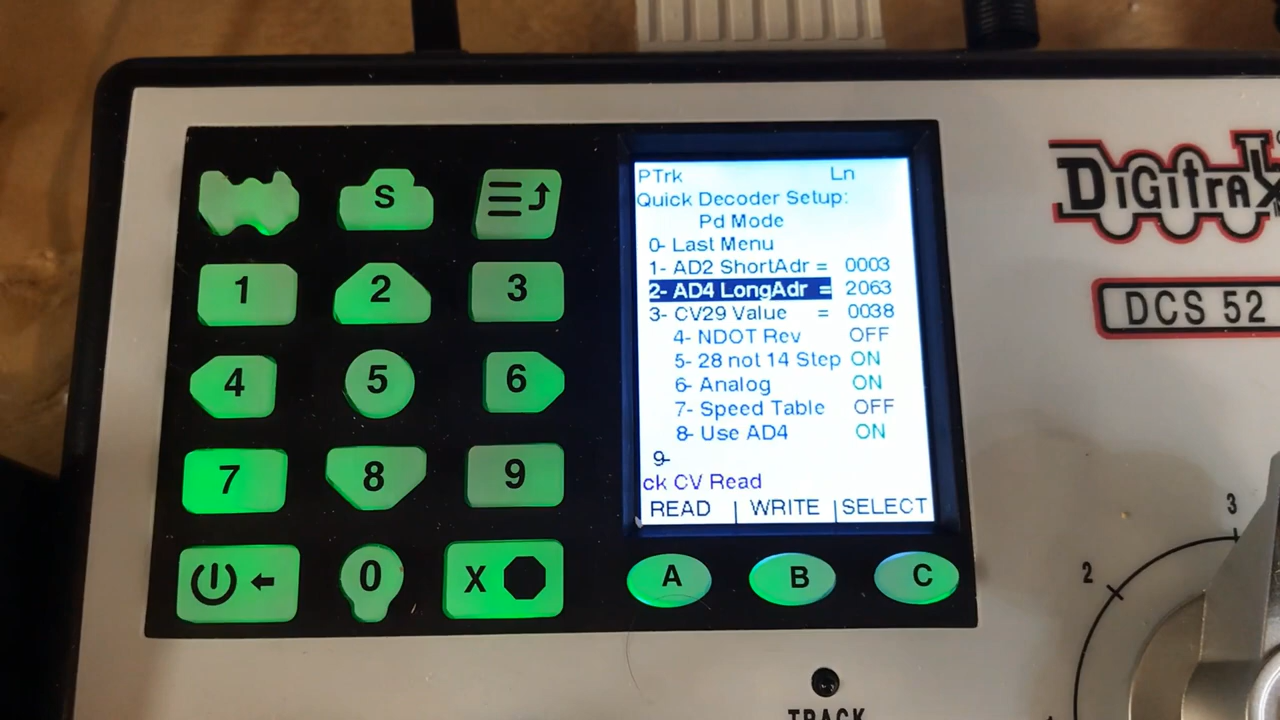 PTrk Ln
Quick Decoder Setup:
Pd Mode
0- Last Menu
1- AD2 ShortAdr = 0003
2- AD4 LongAdr = 2063
3- CV29 Value = 0038
4- NDOT Rev OFF
5- 28 not 14 Step ON
6- Analog ON
7- Speed Table OFF
8- Use AD4 ON
9-
ck CV Read
READ | WRITE | SELECT
S
1 2 3
4 5 6
7 8 9
0 X
A B C
DiGitrax
DCS 52
3
2
TRACK